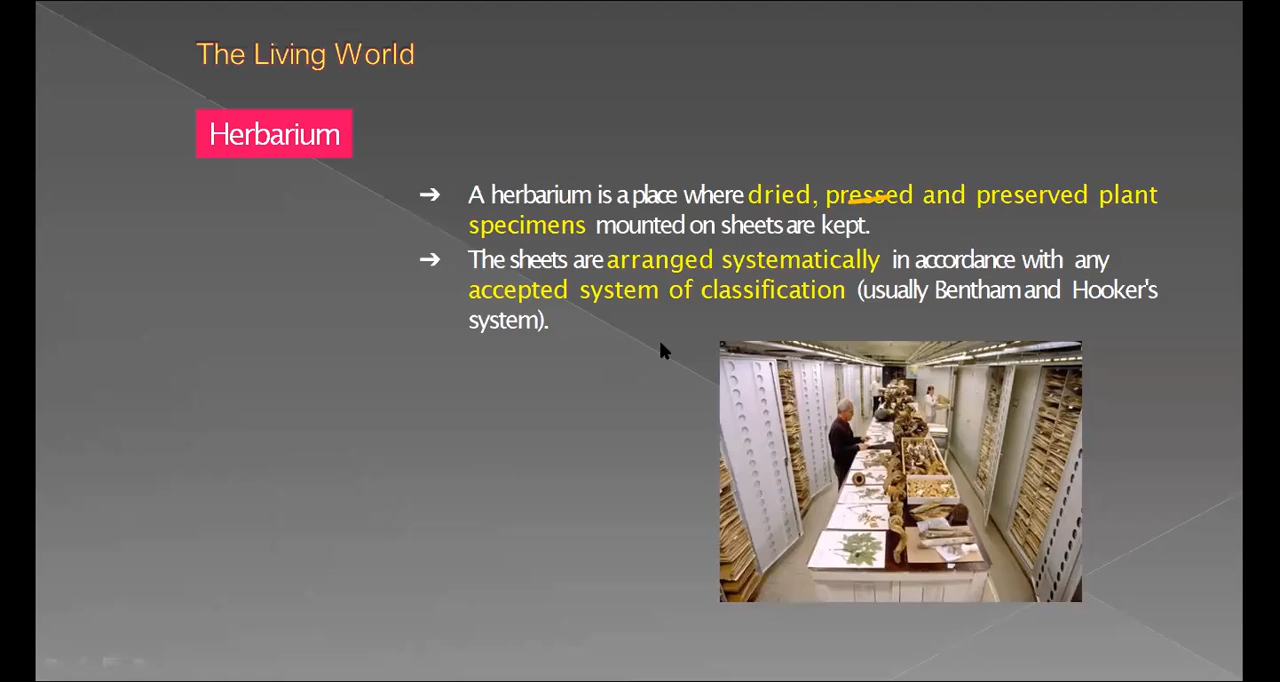 The Living World
Herbarium
➔ A herbarium is a place where dried, pressed and preserved plant
specimens mounted on sheets are kept.
➔ The sheets are arranged systematically in accordance with any
accepted system of classification (usually Bentham and Hooker's
system).